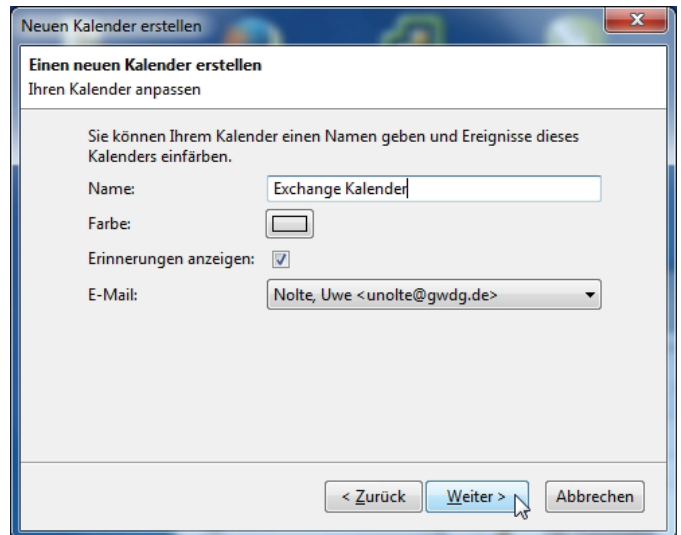 Neuen Kalender erstellen
Einen neuen Kalender erstellen
Ihren Kalender anpassen
Sie können Ihrem Kalender einen Namen geben und Ereignisse dieses
Kalenders einfärben.
Name: Exchange Kalender
Farbe:
Erinnerungen anzeigen:
E-Mail: Nolte, Uwe <unolte@gwdg.de>
< Zurück Weiter > Abbrechen